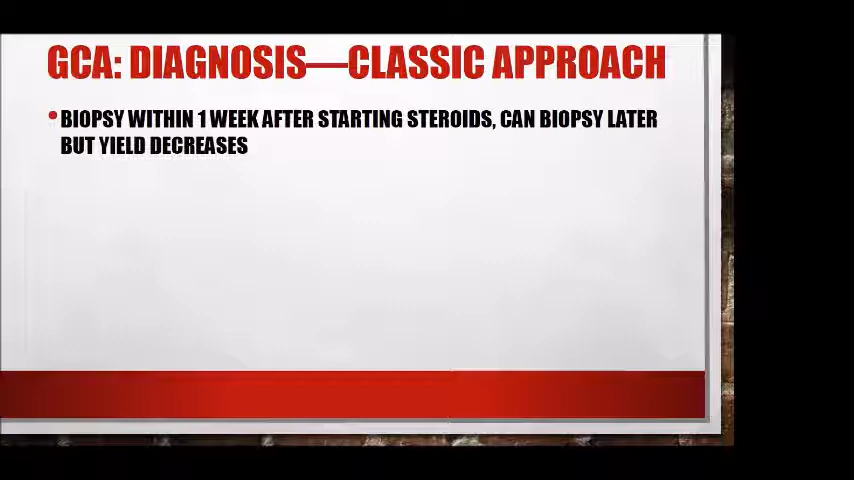 GCA: DIAGNOSIS—CLASSIC APPROACH
•BIOPSY WITHIN 1 WEEK AFTER STARTING STEROIDS, CAN BIOPSY LATER
BUT YIELD DECREASES